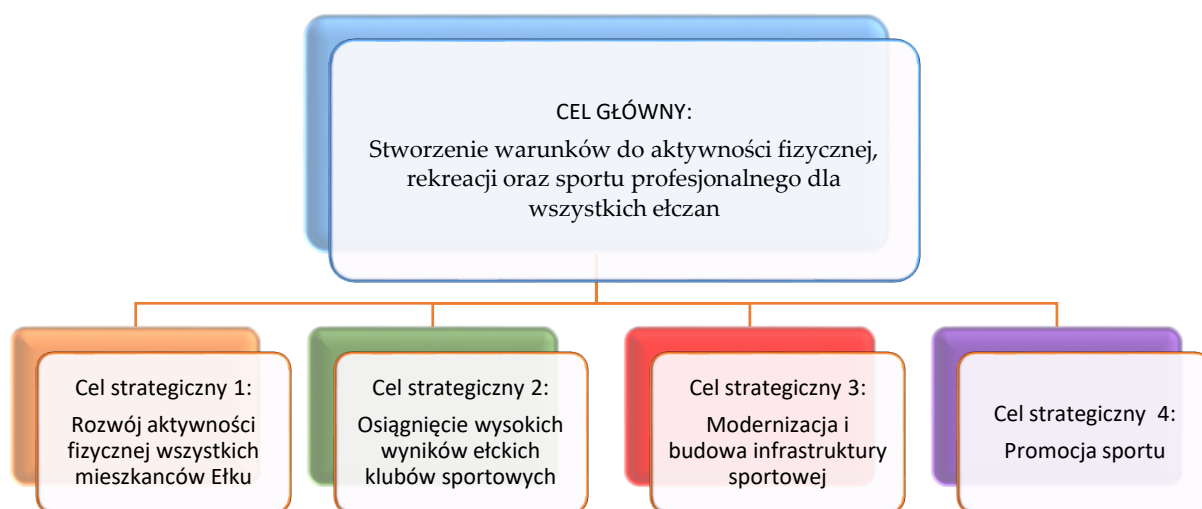 CEL GŁÓWNY:
Stworzenie warunków do aktywności fizycznej,
rekreacji oraz sportu profesjonalnego dla
wszystkich ełczan
Cel strategiczny 1:
Rozwój aktywności
fizycznej wszystkich
mieszkanców Ełku
Cel strategiczny 2:
Osiągnięcie wysokich
wyników ełckich
klubów sportowych
Cel strategiczny 3:
Modernizacja i
budowa infrastruktury
sportowej
Cel strategiczny 4:
Promocja sportu